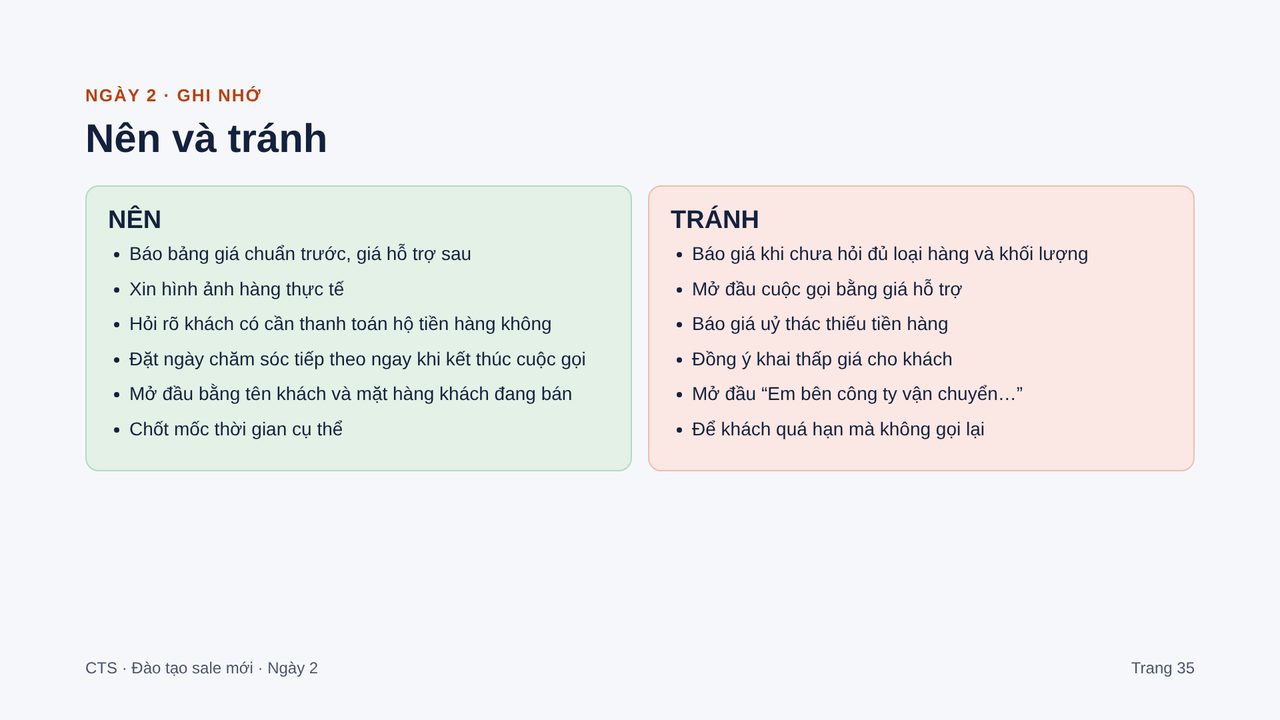 NGÀY 2 · GHI NHỚ
Nên và tránh
NÊN
• Báo bảng giá chuẩn trước, giá hỗ trợ sau
• Xin hình ảnh hàng thực tế
• Hỏi rõ khách có cần thanh toán hộ tiền hàng không
• Đặt ngày chăm sóc tiếp theo ngay khi kết thúc cuộc gọi
• Mở đầu bằng tên khách và mặt hàng khách đang bán
• Chốt mốc thời gian cụ thể
TRÁNH
• Báo giá khi chưa hỏi đủ loại hàng và khối lượng
• Mở đầu cuộc gọi bằng giá hỗ trợ
• Báo giá uỷ thác thiếu tiền hàng
• Đồng ý khai thấp giá cho khách
• Mở đầu “Em bên công ty vận chuyển…”
• Để khách quá hạn mà không gọi lại
CTS · Đào tạo sale mới · Ngày 2
Trang 35